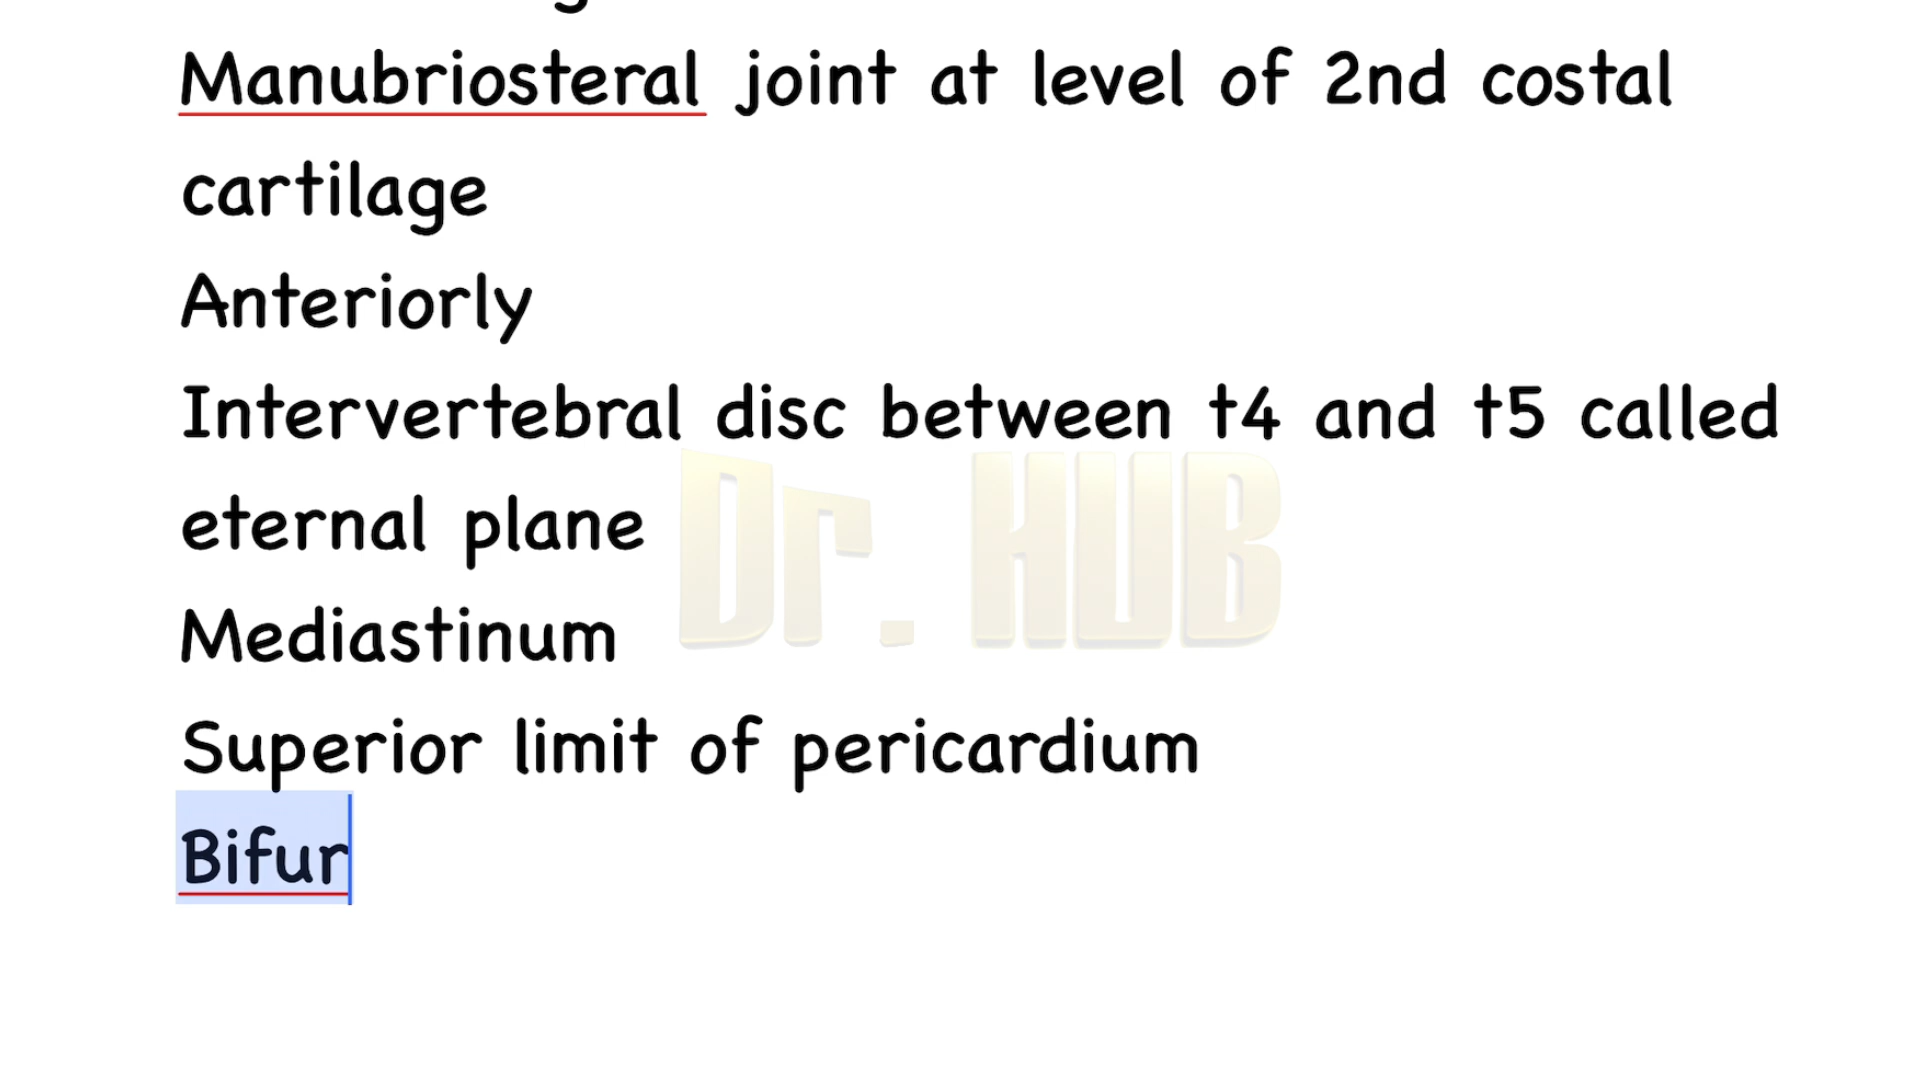 Manubriosteral joint at level of 2nd costal
cartilage
Anteriorly
Intervertebral disc between t4 and t5 called
eternal plane
Dr. HUB
Mediastinum
Superior limit of pericardium
Bifur